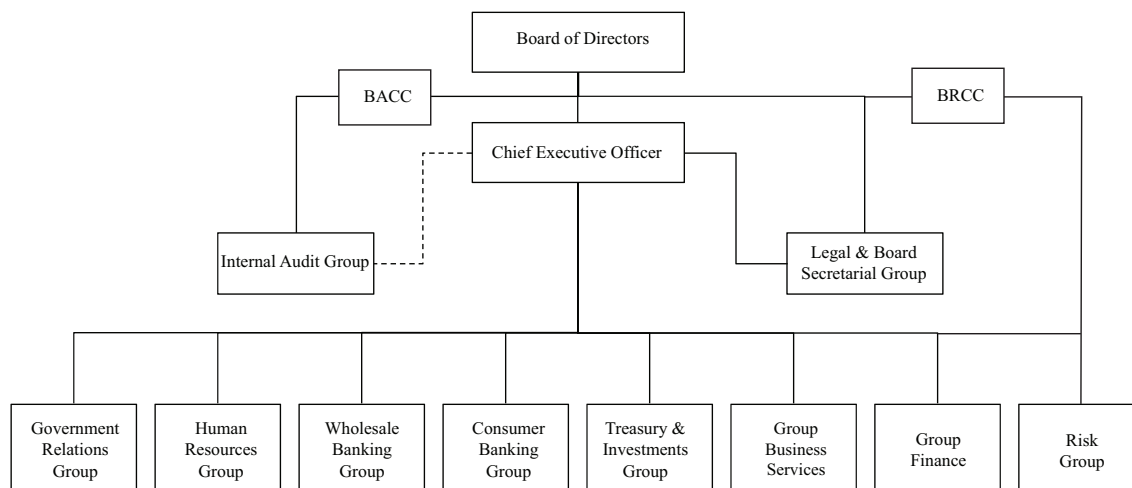 Board of Directors
BACC
BRCC
Chief Executive Officer
Internal Audit Group
Legal & Board
Secretarial Group
Government
Relations
Group
Human
Resources
Group
Wholesale
Banking
Group
Consumer
Banking
Group
Treasury &
Investments
Group
Group
Business
Services
Group
Finance
Risk
Group